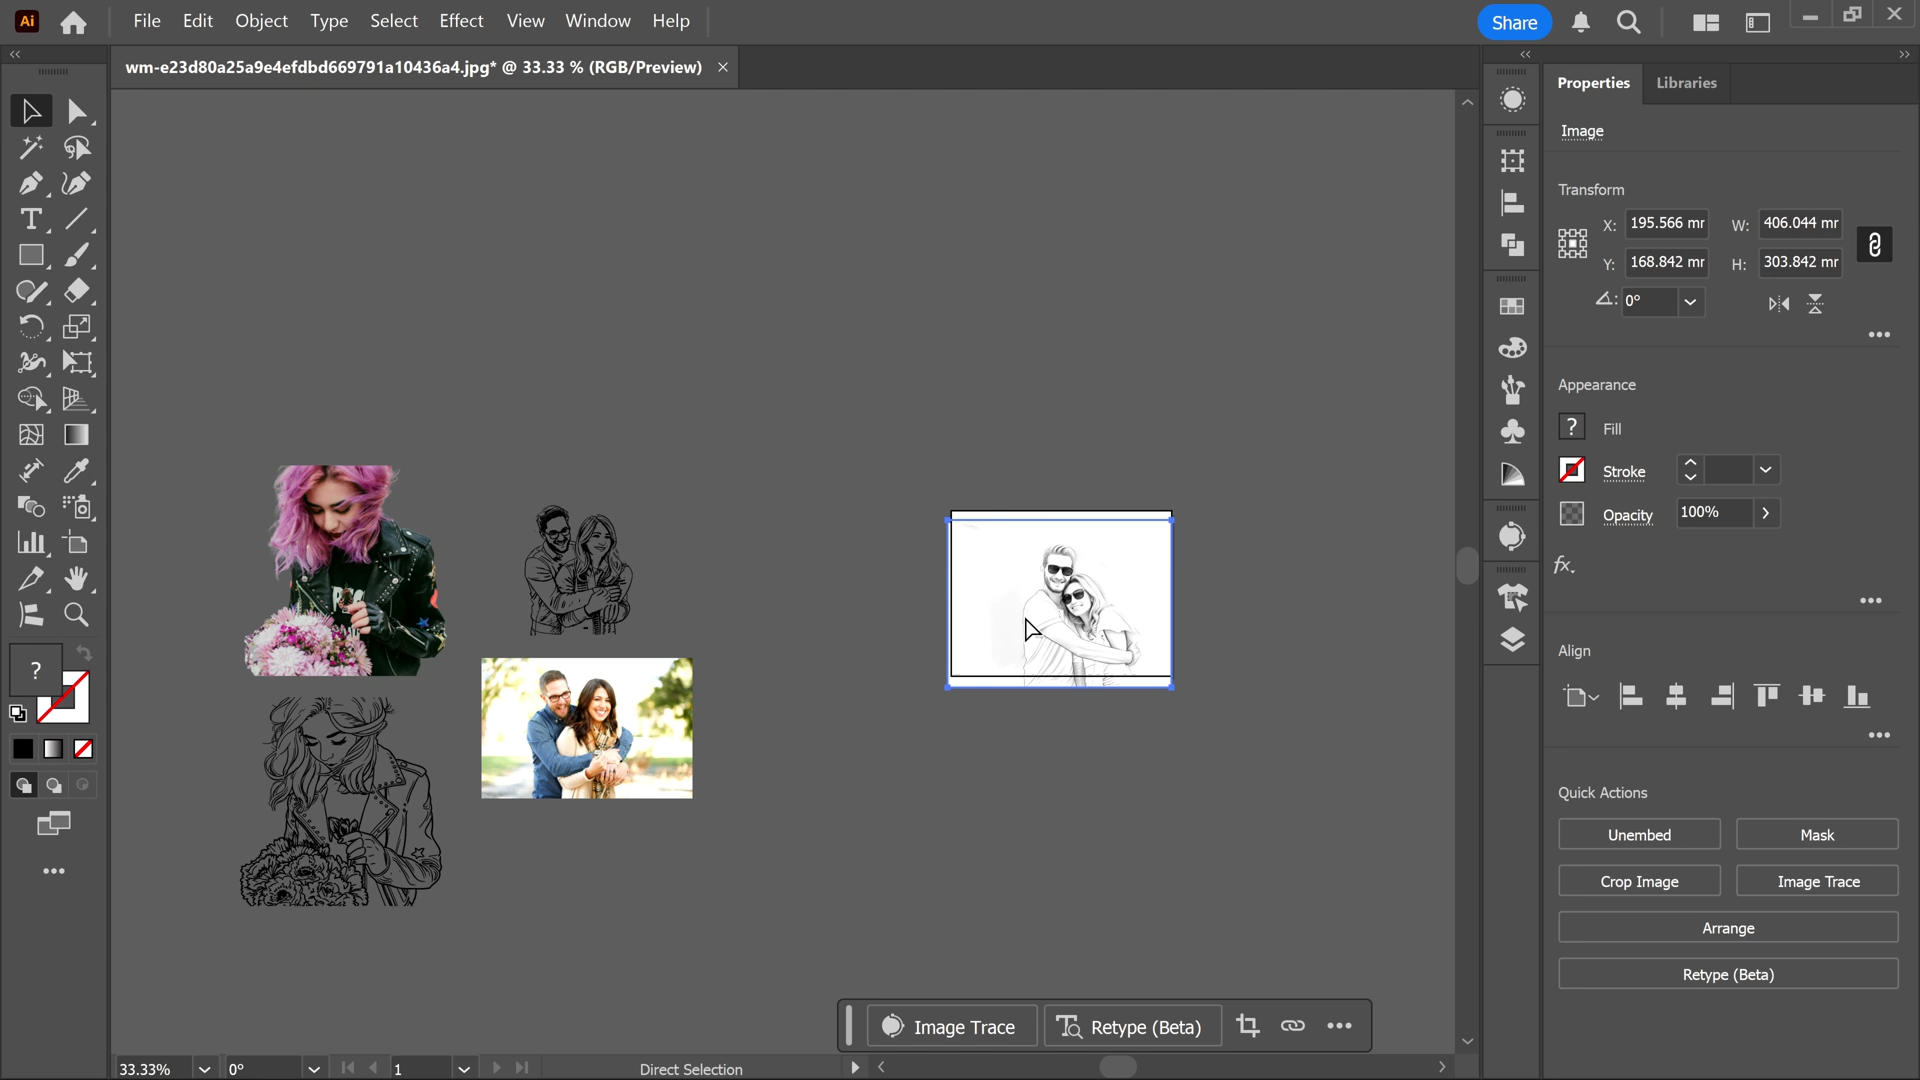 Ai
File Edit Object Type Select Effect View Window Help
Share
wm-e23d80a25a9e4efdbd669791a10436a4.jpg* @ 33.33 % (RGB/Preview)
Properties Libraries
Image
Transform
X: 195.566 mr W: 406.044 mr
Y: 168.842 mr H: 303.842 mr
0°
Appearance
? Fill
Stroke
Opacity 100%
fx.
Align
Quick Actions
Unembed Mask
Crop Image Image Trace
Arrange
Retype (Beta)
?
Image Trace Retype (Beta)
33.33% 0° 1 Direct Selection